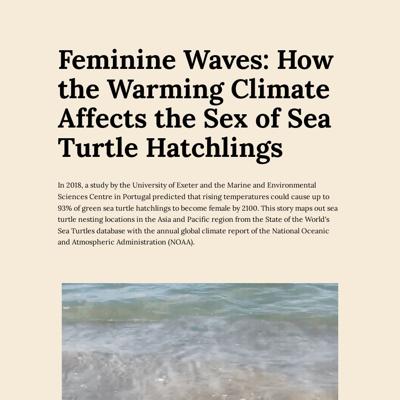 Feminine Waves: How
the Warming Climate
Affects the Sex of Sea
Turtle Hatchlings
In 2018, a study by the University of Exeter and the Marine and Environmental
Sciences Centre in Portugal predicted that rising temperatures could cause up to
93% of green sea turtle hatchlings to become female by 2100. This story maps out sea
turtle nesting locations in the Asia and Pacific region from the State of the World's
Sea Turtles database with the annual global climate report of the National Oceanic
and Atmospheric Administration (NOAA).